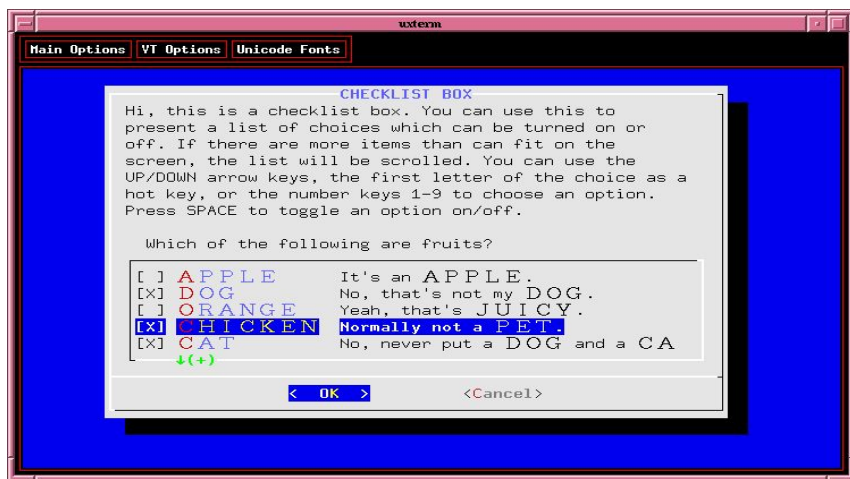 uxterm
Main Options VT Options Unicode Fonts
CHECKLIST BOX
Hi, this is a checklist box. You can use this to
present a list of choices which can be turned on or
off. If there are more items than can fit on the
screen, the list will be scrolled. You can use the
UP/DOWN arrow keys, the first letter of the choice as a
hot key, or the number keys 1-9 to choose an option.
Press SPACE to toggle an option on/off.
Which of the following are fruits?
[ ] APPLE It's an APPLE.
[X] DOG No, that's not my DOG.
[ ] ORANGE Yeah, that's JUICY.
[X] CHICKEN Normally not a PET.
[X] CAT No, never put a DOG and a CA
↓(+)
< OK > <Cancel>